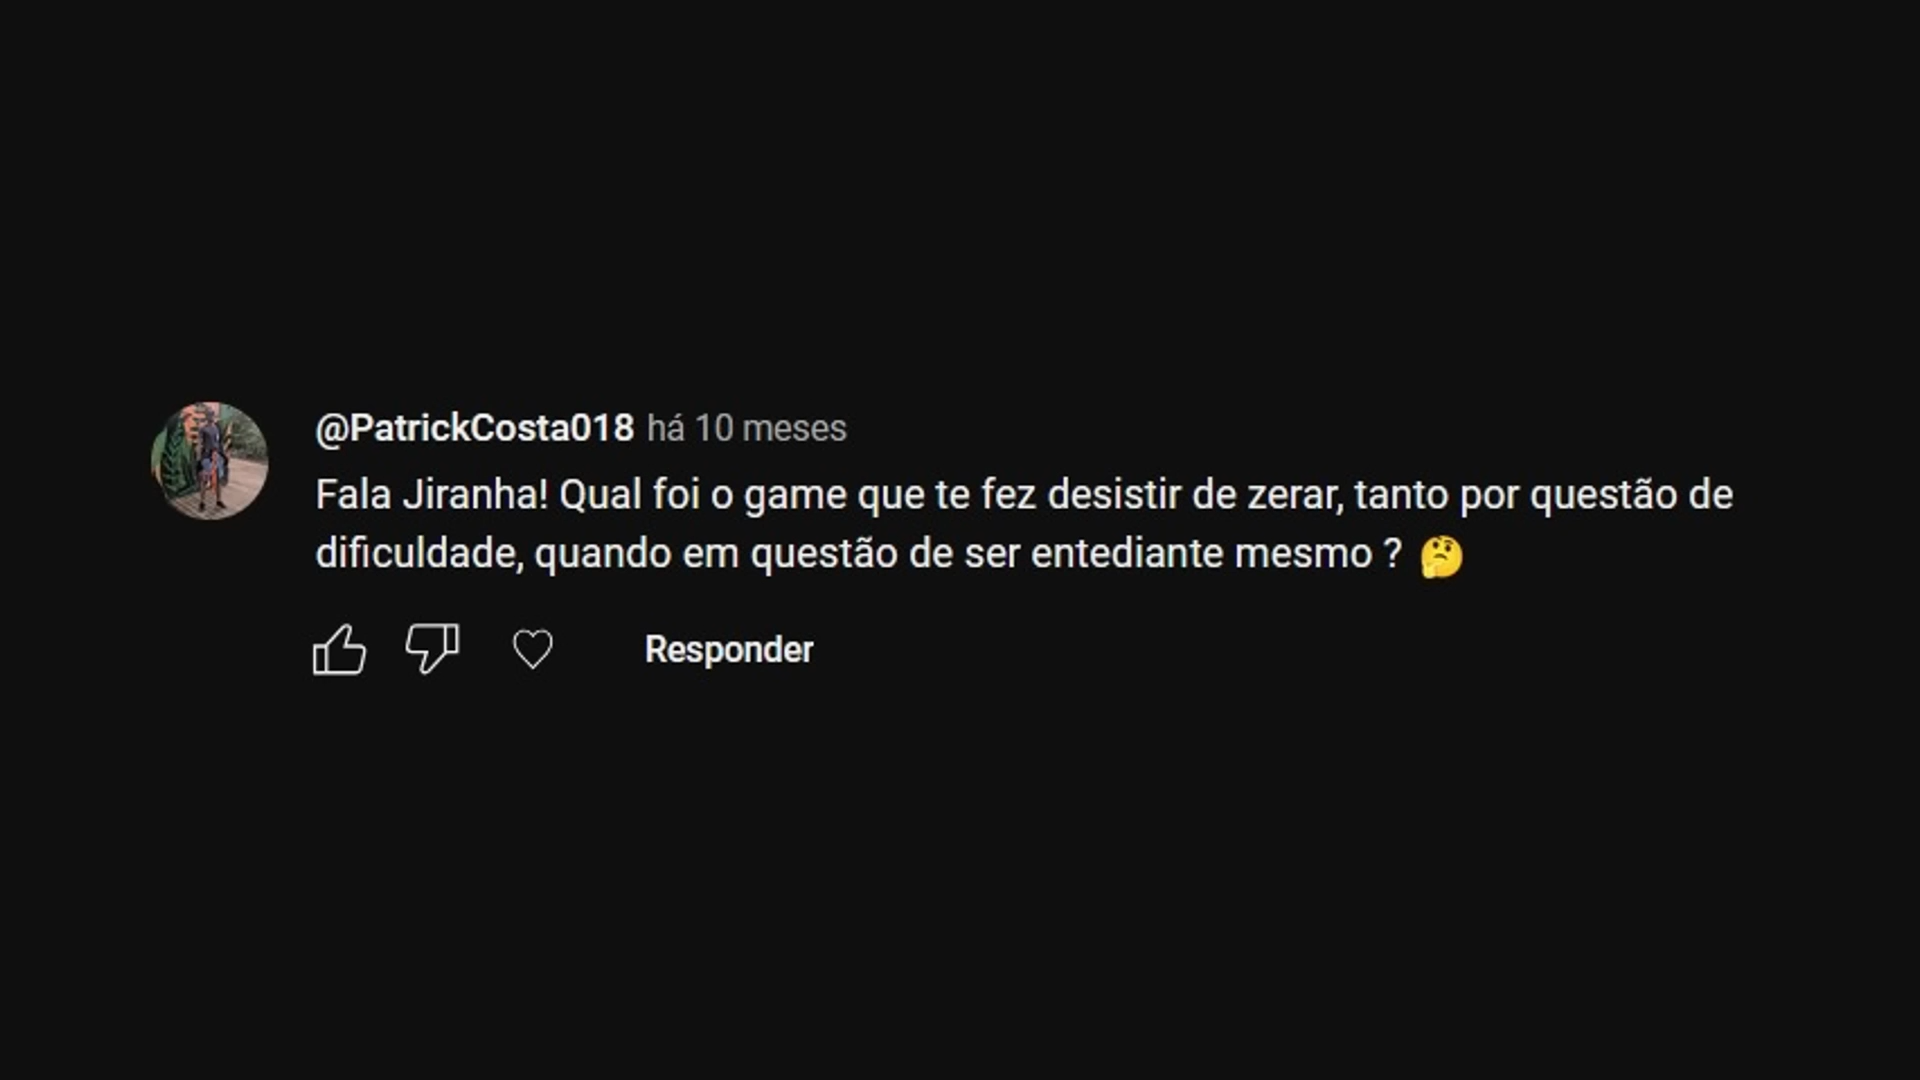 @PatrickCosta018 há 10 meses
Fala Jiranha! Qual foi o game que te fez desistir de zerar, tanto por questão de
dificuldade, quando em questão de ser entediante mesmo ? 🤔
Responder